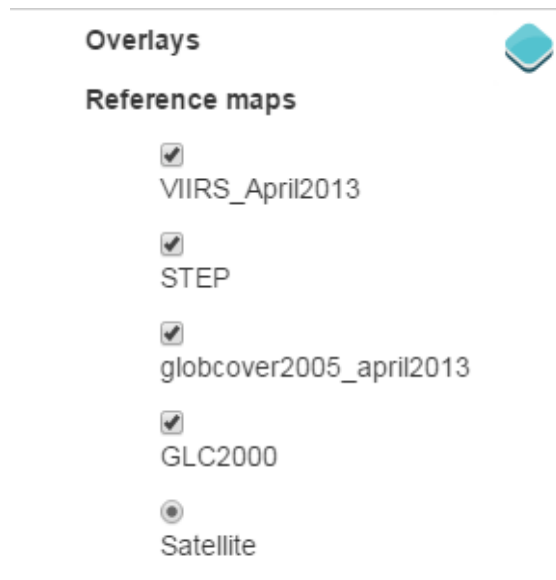 Overlays
Reference maps
VIIRS_April2013
STEP
globcover2005_april2013
GLC2000
Satellite